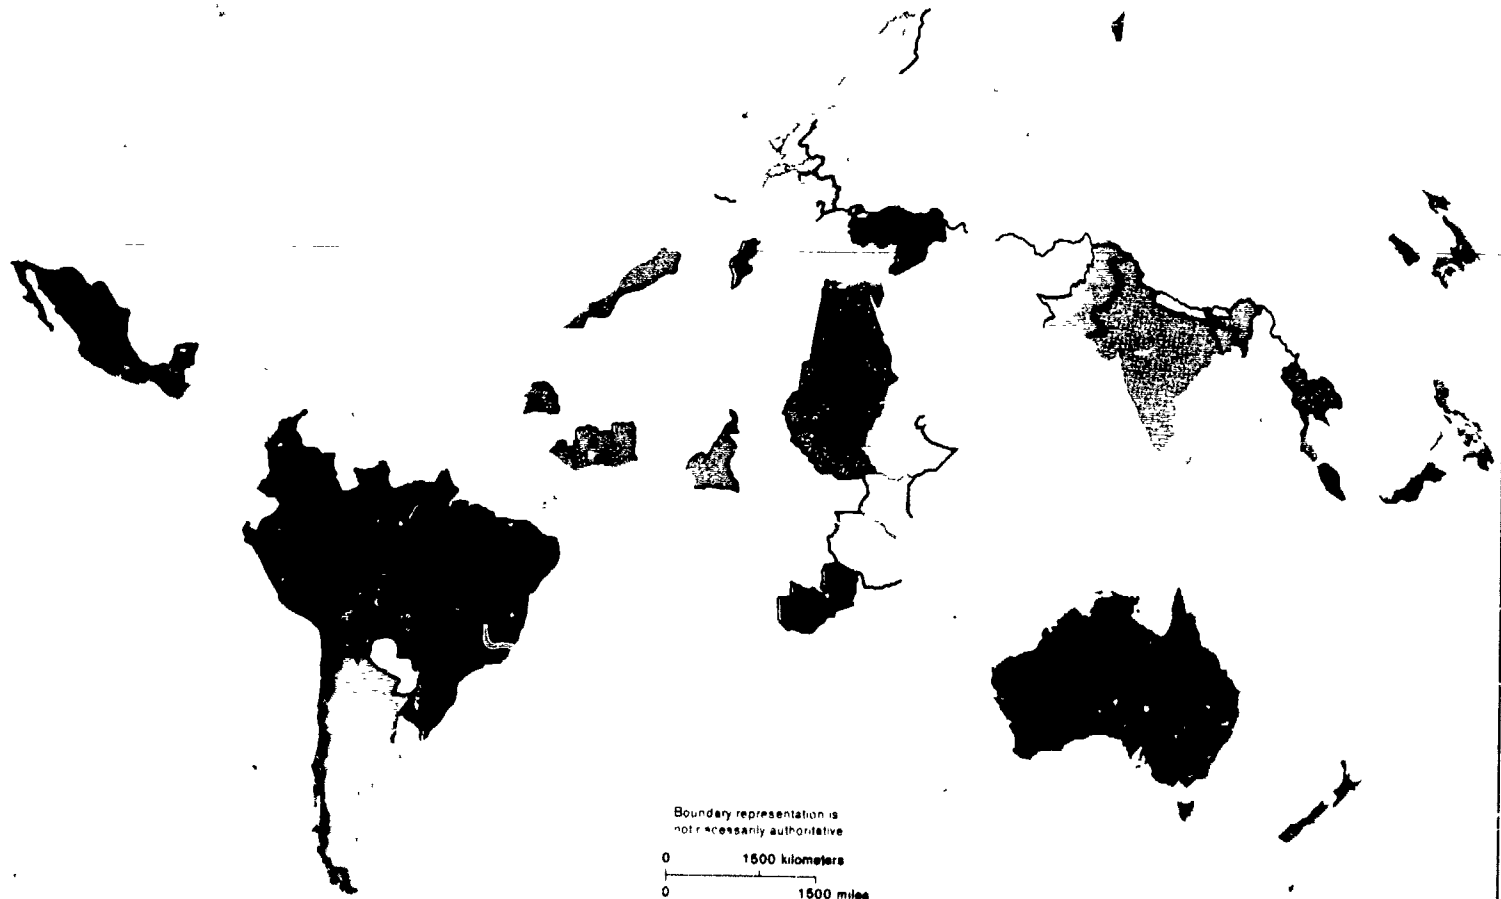 Boundary representation is
not necessarily authoritative
0 1500 kilometers
0 1500 miles